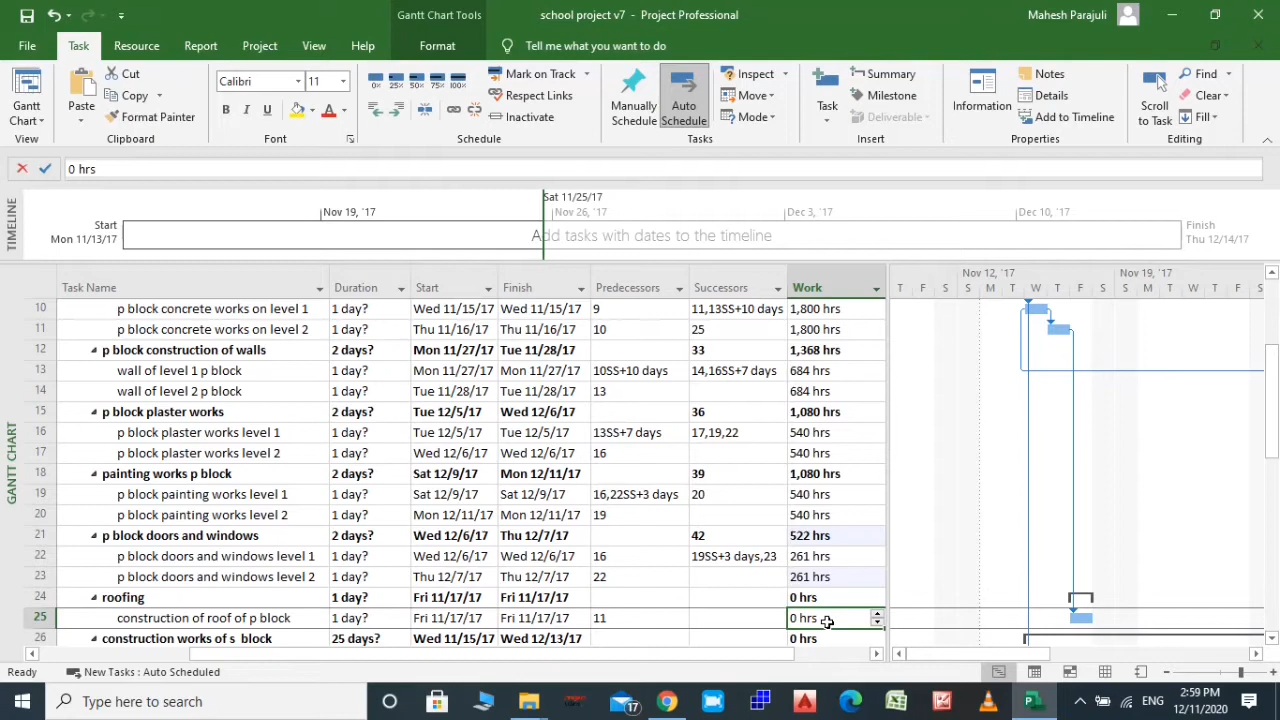 Gantt Chart Tools
school project v7 - Project Professional
Mahesh Parajuli
File Task Resource Report Project View Help Format Tell me what you want to do
Gantt Chart
View
Paste
Cut
Copy
Format Painter
Clipboard
Calibri 11
B I U A
Font
0% 25% 50% 75% 100%
Mark on Track
Respect Links
Inactivate
Schedule
Manually Schedule
Auto Schedule
Inspect
Move
Mode
Tasks
Task
Summary
Milestone
Deliverable
Insert
Information
Notes
Details
Add to Timeline
Properties
Scroll to Task
Find
Clear
Fill
Editing
0 hrs
TIMELINE
Sat 11/25/17
Nov 19, '17 Nov 26, '17 Dec 3, '17 Dec 10, '17
Start
Mon 11/13/17
Add tasks with dates to the timeline
Finish
Thu 12/14/17
GANTT CHART
Task Name Duration Start Finish Predecessors Successors Work
Nov 12, '17 Nov 19, '17
T F S S M T W T F S S M T W T F S
10 p block concrete works on level 1 1 day? Wed 11/15/17 Wed 11/15/17 9 11,13SS+10 days 1,800 hrs
11 p block concrete works on level 2 1 day? Thu 11/16/17 Thu 11/16/17 10 25 1,800 hrs
12 p block construction of walls 2 days? Mon 11/27/17 Tue 11/28/17 33 1,368 hrs
13 wall of level 1 p block 1 day? Mon 11/27/17 Mon 11/27/17 10SS+10 days 14,16SS+7 days 684 hrs
14 wall of level 2 p block 1 day? Tue 11/28/17 Tue 11/28/17 13 684 hrs
15 p block plaster works 2 days? Tue 12/5/17 Wed 12/6/17 36 1,080 hrs
16 p block plaster works level 1 1 day? Tue 12/5/17 Tue 12/5/17 13SS+7 days 17,19,22 540 hrs
17 p block plaster works level 2 1 day? Wed 12/6/17 Wed 12/6/17 16 540 hrs
18 painting works p block 2 days? Sat 12/9/17 Mon 12/11/17 39 1,080 hrs
19 p block painting works level 1 1 day? Sat 12/9/17 Sat 12/9/17 16,22SS+3 days 20 540 hrs
20 p block painting works level 2 1 day? Mon 12/11/17 Mon 12/11/17 19 540 hrs
21 p block doors and windows 2 days? Wed 12/6/17 Thu 12/7/17 42 522 hrs
22 p block doors and windows level 1 1 day? Wed 12/6/17 Wed 12/6/17 16 19SS+3 days,23 261 hrs
23 p block doors and windows level 2 1 day? Thu 12/7/17 Thu 12/7/17 22 261 hrs
24 roofing 1 day? Fri 11/17/17 Fri 11/17/17 0 hrs
25 construction of roof of p block 1 day? Fri 11/17/17 Fri 11/17/17 11 0 hrs
26 construction works of s block 25 days? Wed 11/15/17 Wed 12/13/17 0 hrs
Ready New Tasks : Auto Scheduled
Type here to search
17
ENG
2:59 PM
12/11/2020